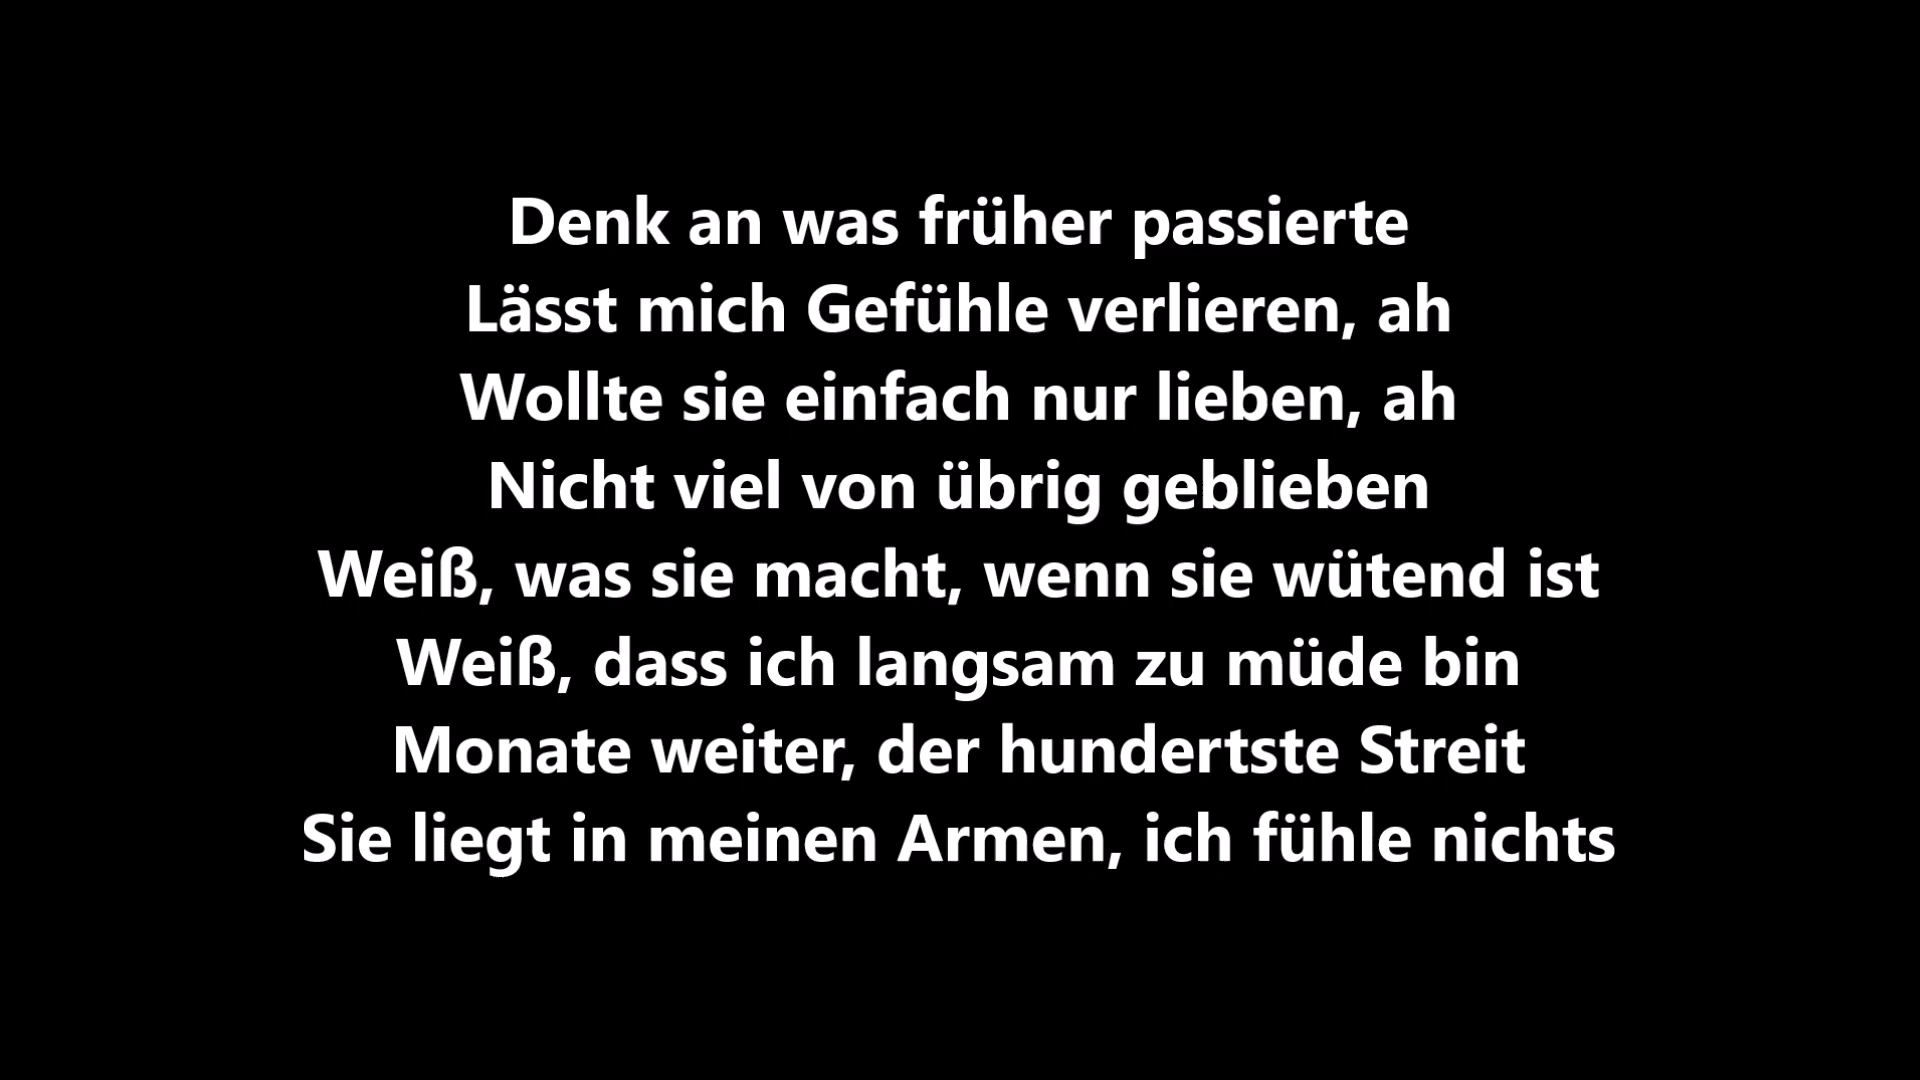 Denk an was früher passierte
Lässt mich Gefühle verlieren, ah
Wollte sie einfach nur lieben, ah
Nicht viel von übrig geblieben
Weiß, was sie macht, wenn sie wütend ist
Weiß, dass ich langsam zu müde bin
Monate weiter, der hundertste Streit
Sie liegt in meinen Armen, ich fühle nichts